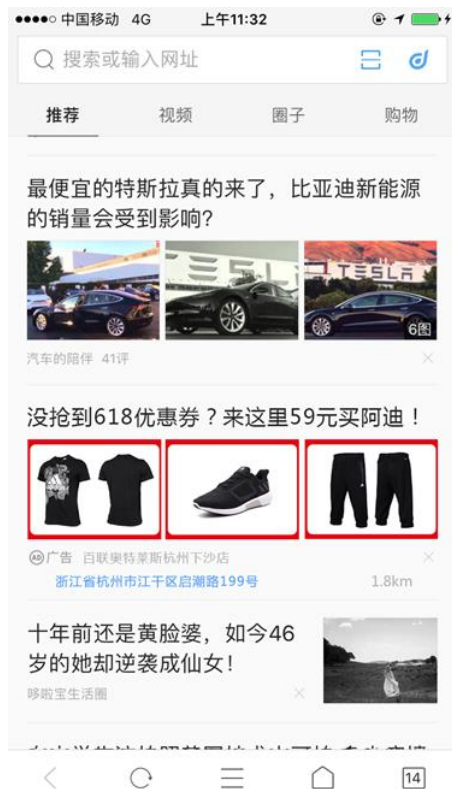 中国移动 4G 上午11:32
搜索或输入网址
推荐 视频 圈子 购物
最便宜的特斯拉真的来了，比亚迪新能源
的销量会受到影响?
TESLA
6图
汽车的陪伴 41评
没抢到618优惠券？来这里59元买阿迪！
广告 百联奥特莱斯杭州下沙店
浙江省杭州市江干区启潮路199号 1.8km
十年前还是黄脸婆，如今46
岁的她却逆袭成仙女!
哆啦宝生活圈
14